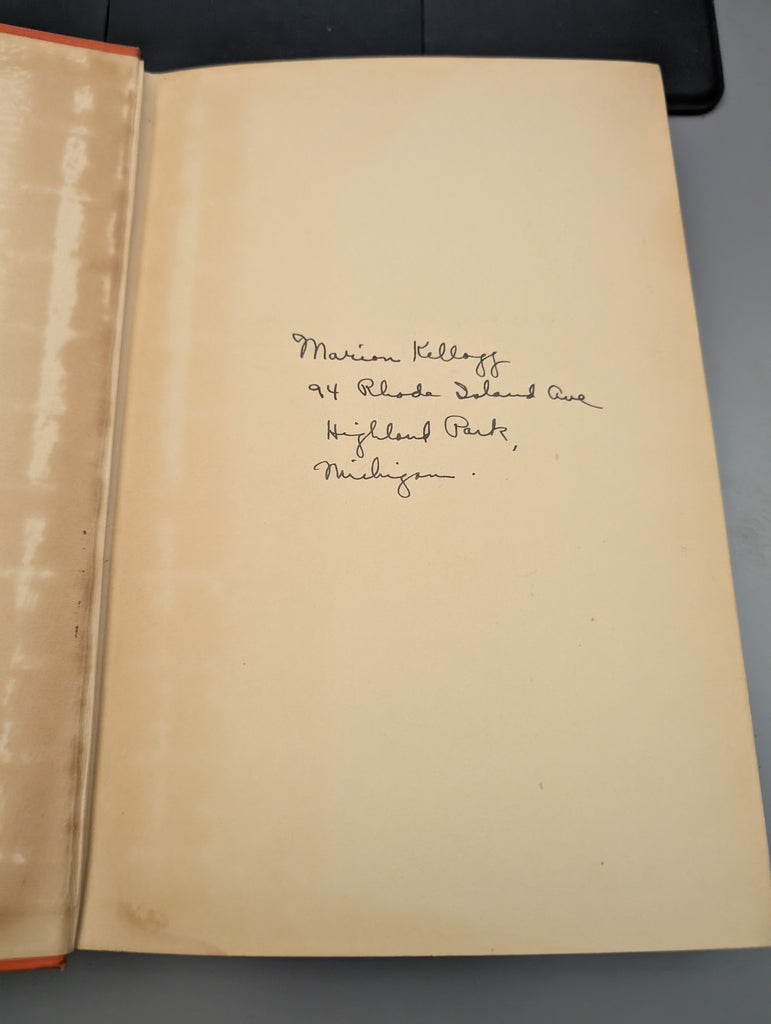 Marion Kellogg
94 Rhode Island Ave
Highland Park,
Michigan.